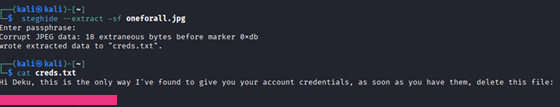 ┌──(kali㉿kali)-[~]
└─$ steghide --extract -sf oneforall.jpg
Enter passphrase:
Corrupt JPEG data: 18 extraneous bytes before marker 0×db
wrote extracted data to "creds.txt".
┌──(kali㉿kali)-[~]
└─$ cat creds.txt
Hi Deku, this is the only way I've found to give you your account credentials, as soon as you have them, delete this file: